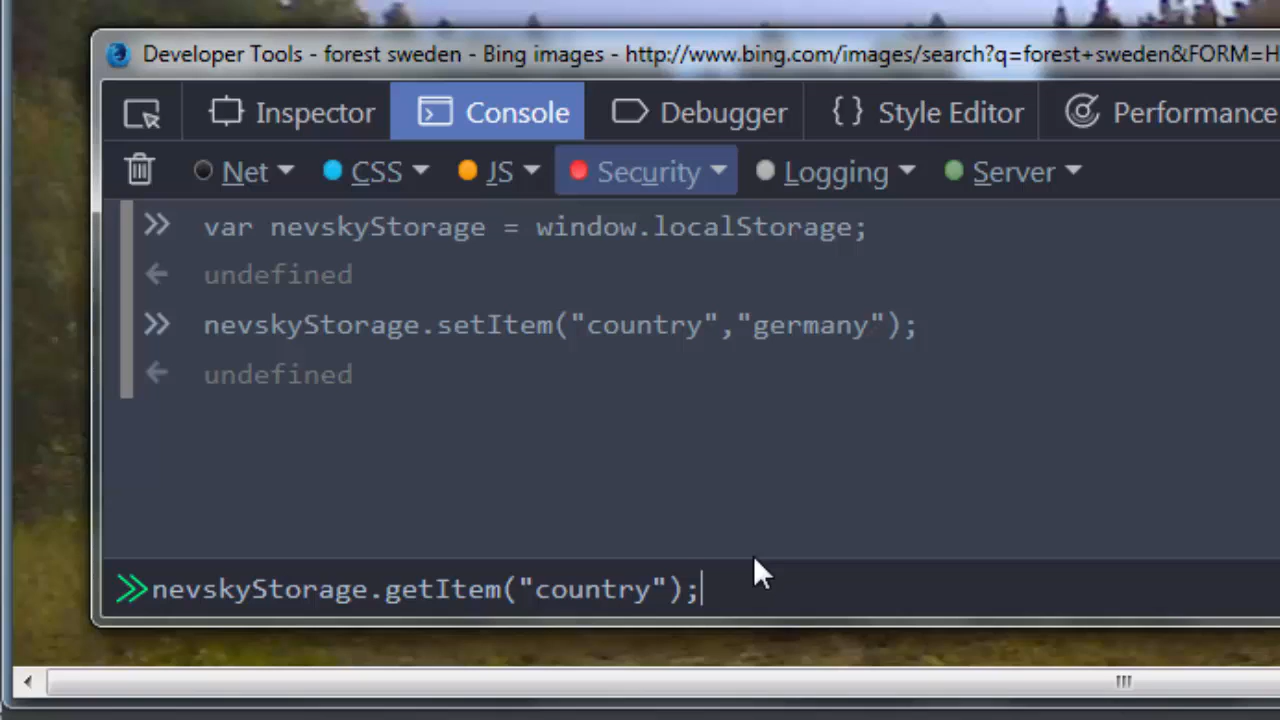 Developer Tools - forest sweden - Bing images - http://www.bing.com/images/search?q=forest+sweden&FORM=H
Inspector Console Debugger { } Style Editor Performance
Net CSS JS Security Logging Server
» var nevskyStorage = window.localStorage;
← undefined
» nevskyStorage.setItem("country","germany");
← undefined
»nevskyStorage.getItem("country");